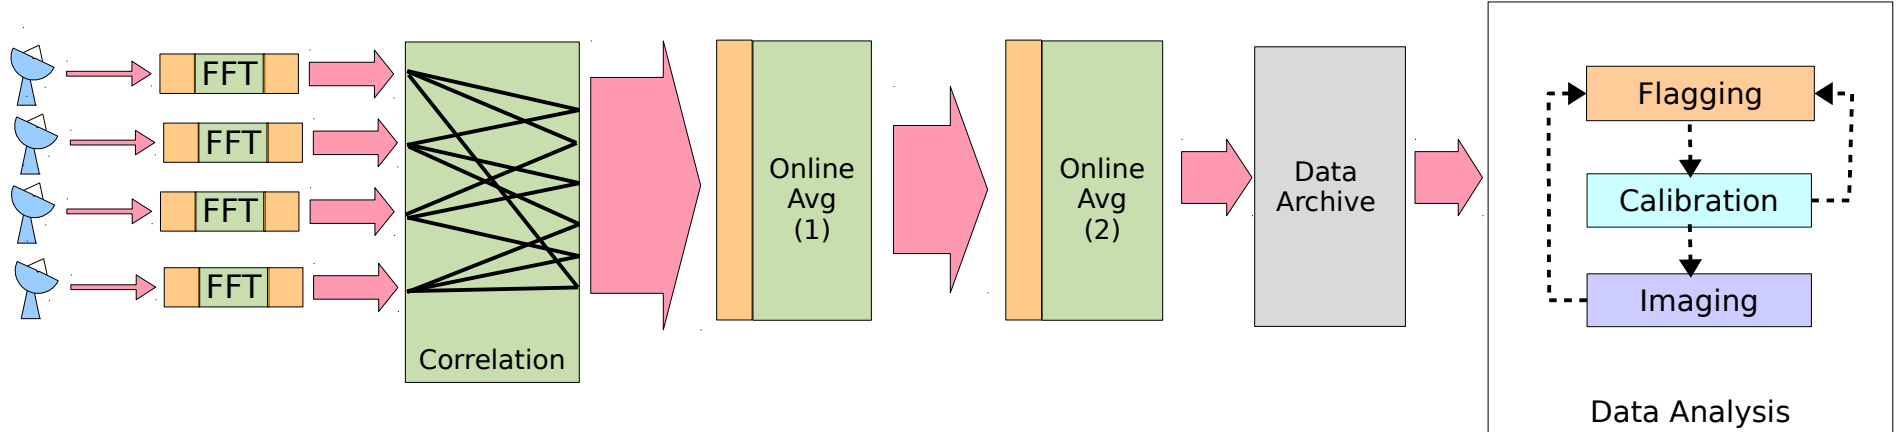 FFT
FFT
FFT
FFT
Correlation
Online
Avg
(1)
Online
Avg
(2)
Data
Archive
Flagging
Calibration
Imaging
Data Analysis